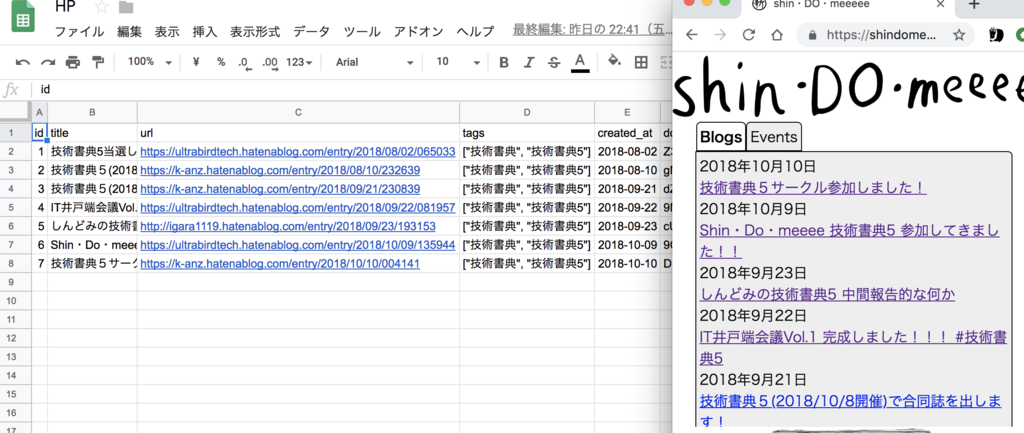 HP
ファイル 編集 表示 挿入 表示形式 データ ツール アドオン ヘルプ 最終編集: 昨日の 22:41（五...
100% ¥ % .0 .00 123 Arial 10 B I S A
fx id
A B C D E
1 id title url tags created_at
2 1 技術書典5当選し https://ultrabirdtech.hatenablog.com/entry/2018/08/02/065033 ["技術書典", "技術書典5"] 2018-08-02
3 2 技術書典５(2018 https://k-anz.hatenablog.com/entry/2018/08/10/232639 ["技術書典", "技術書典5"] 2018-08-10
4 3 技術書典５(2018 https://k-anz.hatenablog.com/entry/2018/09/21/230839 ["技術書典", "技術書典5"] 2018-09-21
5 4 IT井戸端会議Vol. https://ultrabirdtech.hatenablog.com/entry/2018/09/22/081957 ["技術書典", "技術書典5"] 2018-09-22
6 5 しんどみの技術書 http://igara1119.hatenablog.com/entry/2018/09/23/193153 ["技術書典", "技術書典5"] 2018-09-23
7 6 Shin・Do・meee https://ultrabirdtech.hatenablog.com/entry/2018/10/09/135944 ["技術書典", "技術書典5"] 2018-10-09
8 7 技術書典５サーク https://k-anz.hatenablog.com/entry/2018/10/10/004141 ["技術書典", "技術書典5"] 2018-10-10
9
10
11
12
13
14
15
16
shin・DO・meeeee
https://shindome...
shin・DO・meeee
Blogs Events
2018年10月10日
技術書典５サークル参加しました！
2018年10月9日
Shin・Do・meeee 技術書典5 参加してきまし
た！！
2018年9月23日
しんどみの技術書典5 中間報告的な何か
2018年9月22日
IT井戸端会議Vol.1 完成しました！！！ #技術書
典5
2018年9月21日
技術書典５(2018/10/8開催)で合同誌を出しま
す！